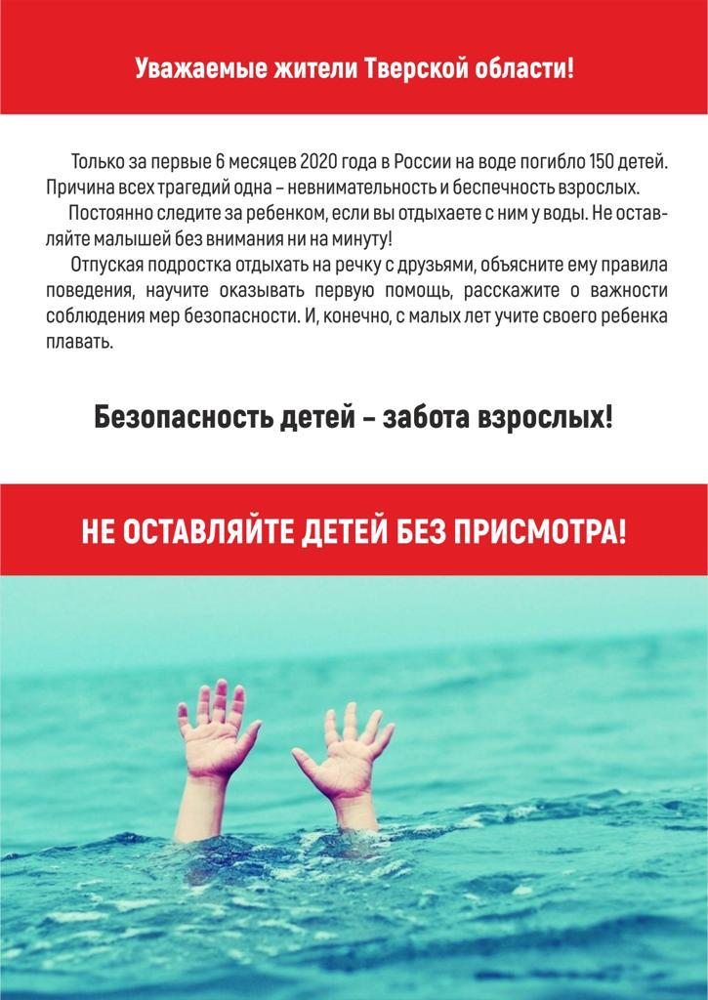 Уважаемые жители Тверской области!
Только за первые 6 месяцев 2020 года в России на воде погибло 150 детей.
Причина всех трагедий одна – невнимательность и беспечность взрослых.
Постоянно следите за ребенком, если вы отдыхаете с ним у воды. Не остав-
ляйте малышей без внимания ни на минуту!
Отпуская подростка отдыхать на речку с друзьями, объясните ему правила
поведения, научите оказывать первую помощь, расскажите о важности
соблюдения мер безопасности. И, конечно, с малых лет учите своего ребенка
плавать.
Безопасность детей – забота взрослых!
НЕ ОСТАВЛЯЙТЕ ДЕТЕЙ БЕЗ ПРИСМОТРА!